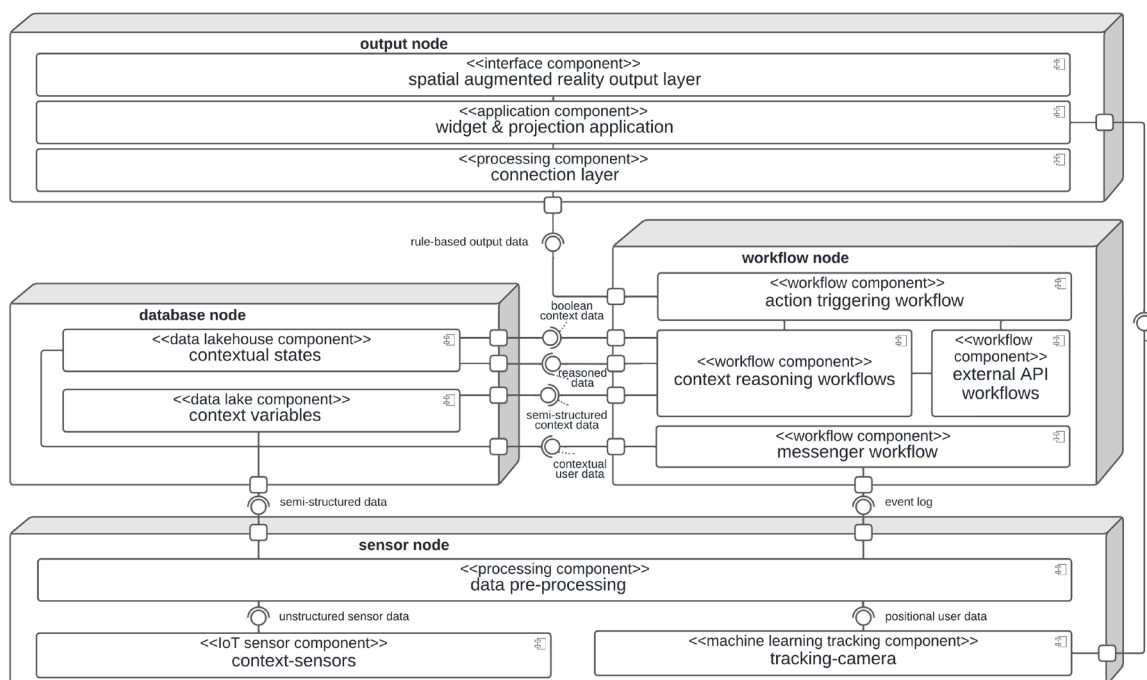 output node
<<interface component>>
spatial augmented reality output layer
<<application component>>
widget & projection application
<<processing component>>
connection layer
rule-based output data
workflow node
<<workflow component>>
action triggering workflow
database node
<<data lakehouse component>>
contextual states
boolean
context data
<<workflow component>>
context reasoning workflows
<<workflow
component>>
external API
workflows
reasoned
data
<<data lake component>>
context variables
semi-structured
context data
<<workflow component>>
messenger workflow
contextual
user data
semi-structured data
event log
sensor node
<<processing component>>
data pre-processing
unstructured sensor data
positional user data
<<IoT sensor component>>
context-sensors
<<machine learning tracking component>>
tracking-camera